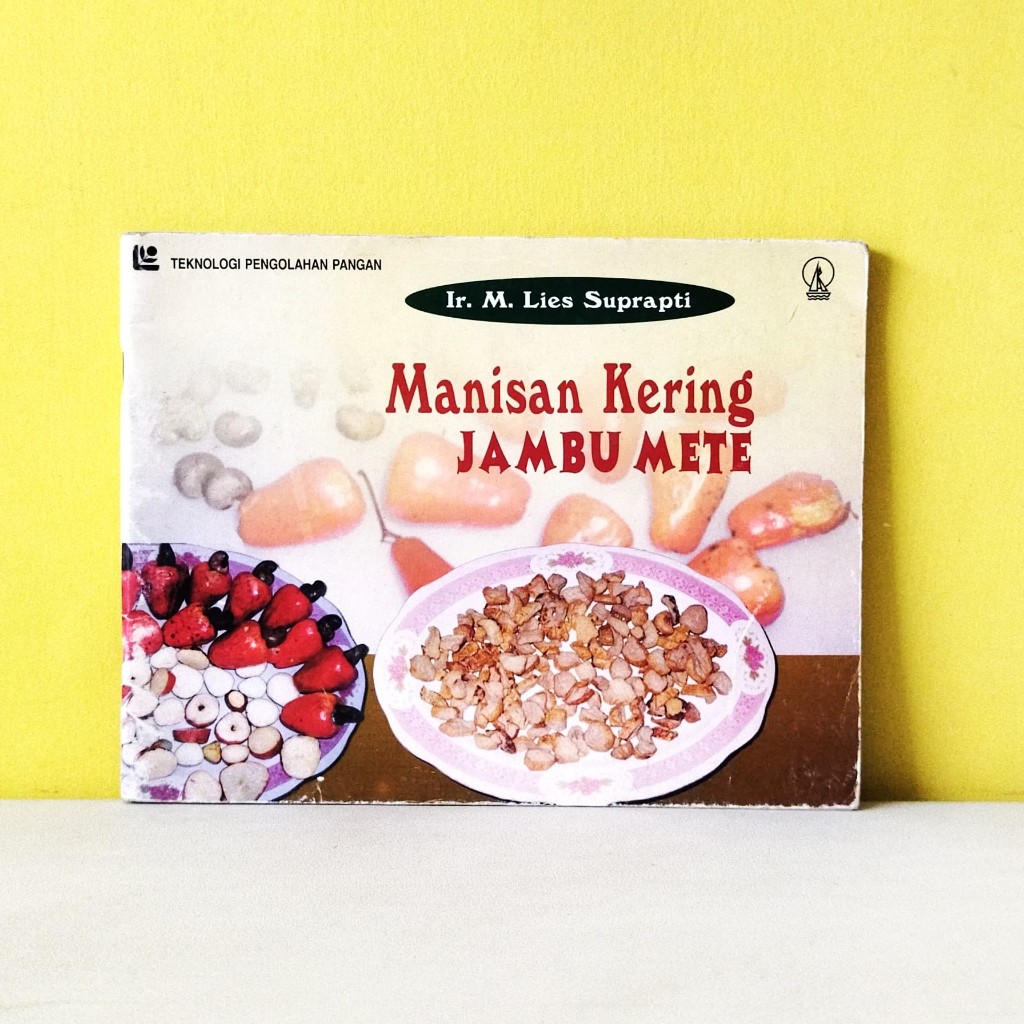 TEKNOLOGI PENGOLAHAN PANGAN
Ir. M. Lies Suprapti
Manisan Kering
JAMBU METE